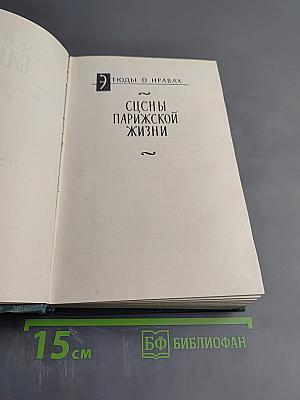 ЭТЮДЫ О НРАВАХ
СЦЕНЫ
ПАРИЖСКОЙ
ЖИЗНИ
15 см
БФ БИБЛИОФАН